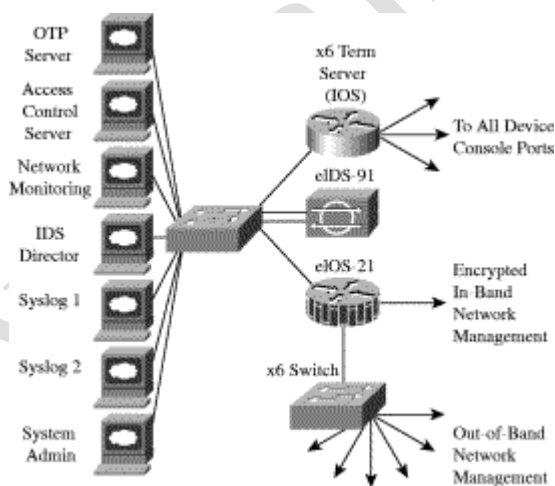 OTP
Server
Access
Control
Server
Network
Monitoring
IDS
Director
Syslog 1
Syslog 2
System
Admin
x6 Term
Server
(IOS)
To All Device
Console Ports
eIDS-91
eIOS-21
Encrypted
In-Band
Network
Management
x6 Switch
Out-of-Band
Network
Management